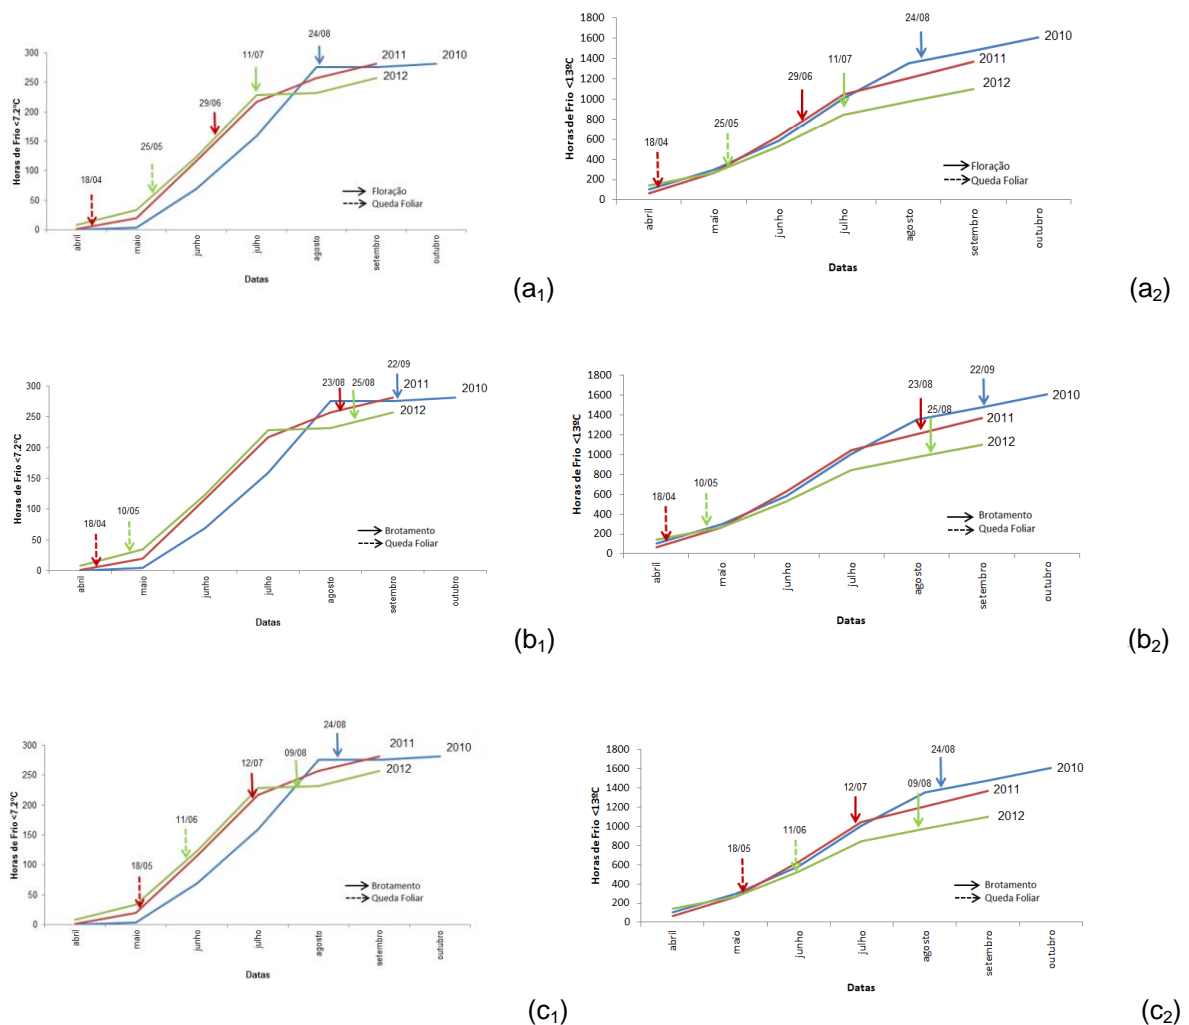 24/08
300
11/07
2011
2010
250
2012
29/06
200
25/05
150
18/04
100
Floração
50
Queda Foliar
0
Horas de Frio <7.2°C
abril
maio
junho
julho
agosto
setembro
outubro
Datas
(a1)
1800
24/08
2010
1600
11/07
2011
1400
29/06
1200
2012
1000
25/05
800
18/04
600
400
Floração
200
Queda Foliar
0
Horas de Frio <13ºC
abril
maio
junho
julho
agosto
setembro
outubro
Datas
(a2)
22/09
300
23/08
25/08
2011
2010
250
2012
200
150
10/05
18/04
100
Brotamento
50
Queda Foliar
0
Horas de Frio <7.2°C
abril
maio
junho
julho
agosto
setembro
outubro
Datas
(b1)
1800
22/09
1600
23/08
2010
25/08
1400
2011
1200
2012
1000
800
10/05
18/04
600
400
Brotamento
200
Queda Foliar
0
Horas de Frio <13ºC
abril
maio
junho
julho
agosto
setembro
outubro
Datas
(b2)
24/08
300
12/07
09/08
2011
2010
250
2012
200
11/06
150
18/05
100
Brotamento
50
Queda Foliar
0
Horas de Frio <7.2°C
abril
maio
junho
julho
agosto
setembro
outubro
Datas
(c1)
1800
24/08
1600
12/07
09/08
2010
1400
2011
1200
2012
1000
11/06
800
18/05
600
400
Brotamento
200
Queda Foliar
0
Horas de Frio <13ºC
abril
maio
junho
julho
agosto
setembro
outubro
Datas
(c2)